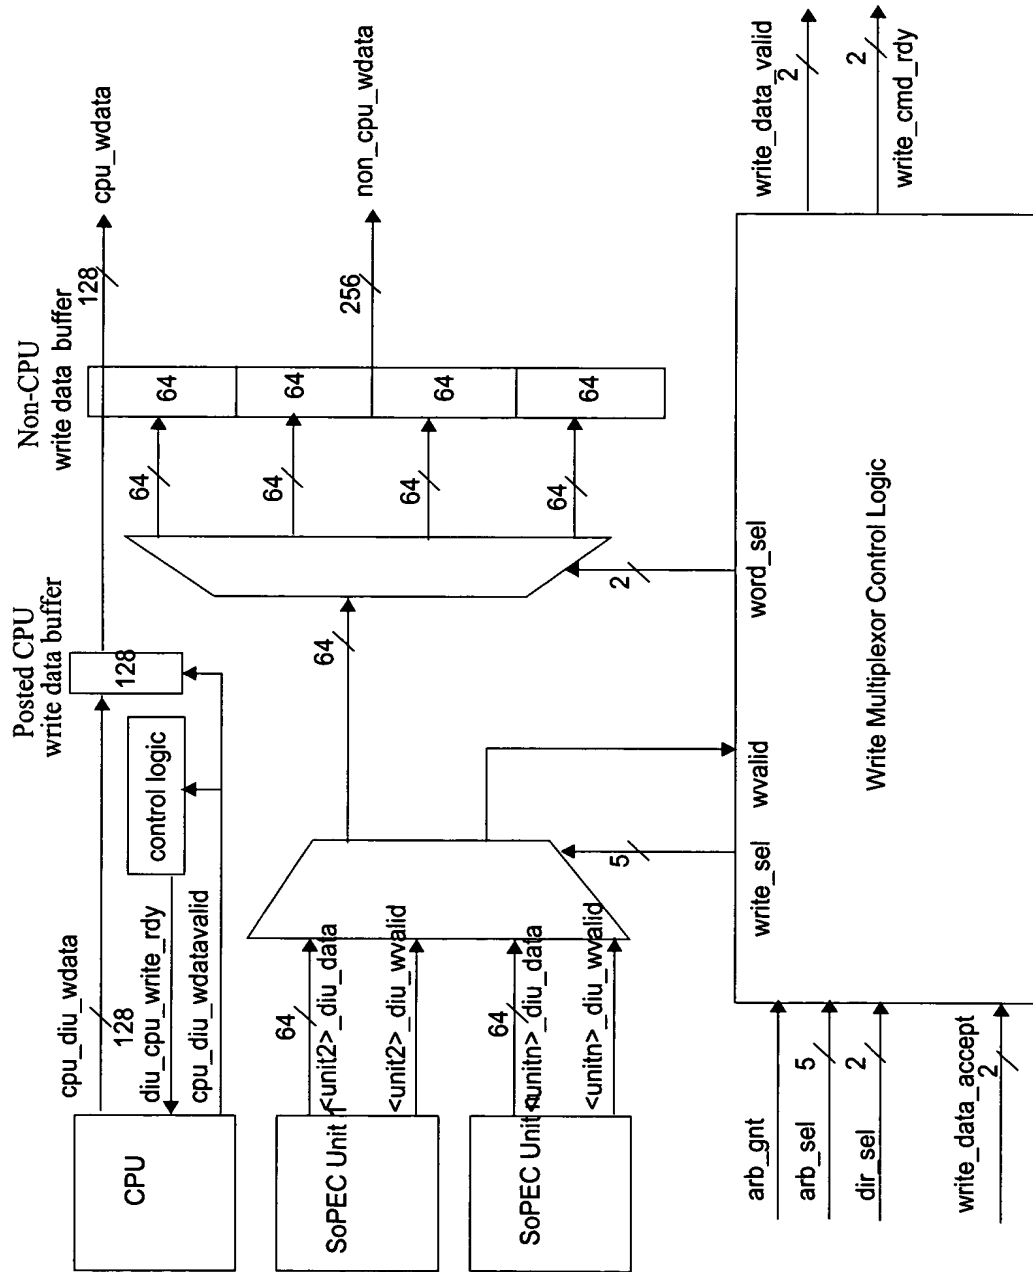 CPU
SoPEC Unit 1
SoPEC Unit n
cpu_diu_wdata
128
diu_cpu_write_rdy
cpu_diu_wdatavalid
64
<unit2>_diu_data
<unit2>_diu_wvalid
64
<unitn>_diu_data
<unitn>_diu_wvalid
arb_gnt
arb_sel
5
dir_sel
2
write_data_accept
2
control logic
Posted CPU
write data buffer
128
64
write_sel
5
wvalid
word_sel
2
Write Multiplexor Control Logic
64
64
64
64
Non-CPU
write data buffer
64
64
64
64
128
cpu_wdata
256
non_cpu_wdata
write_data_valid
2
2
write_cmd_rdy